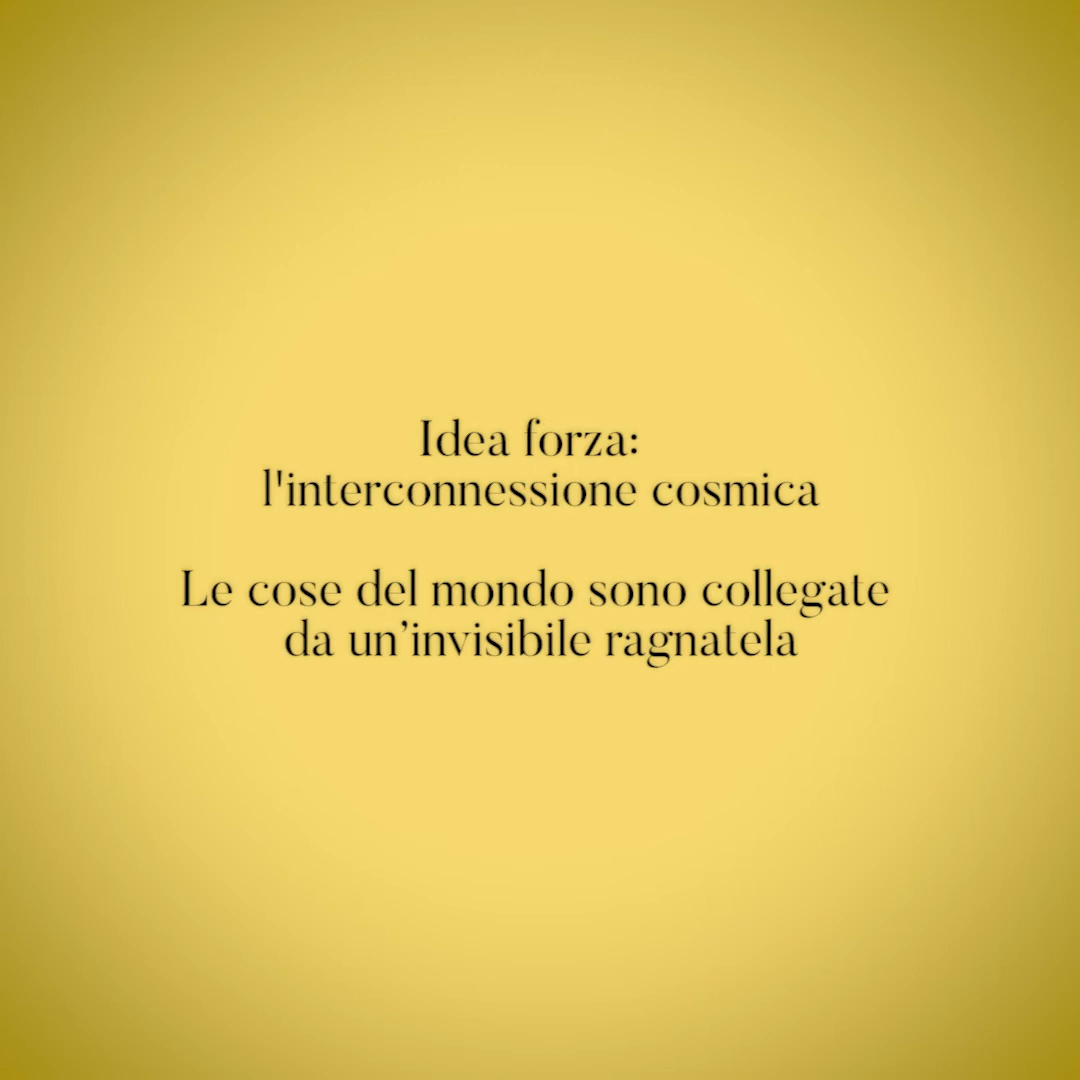 Idea forza:
l'interconnessione cosmica
Le cose del mondo sono collegate
da un’invisibile ragnatela